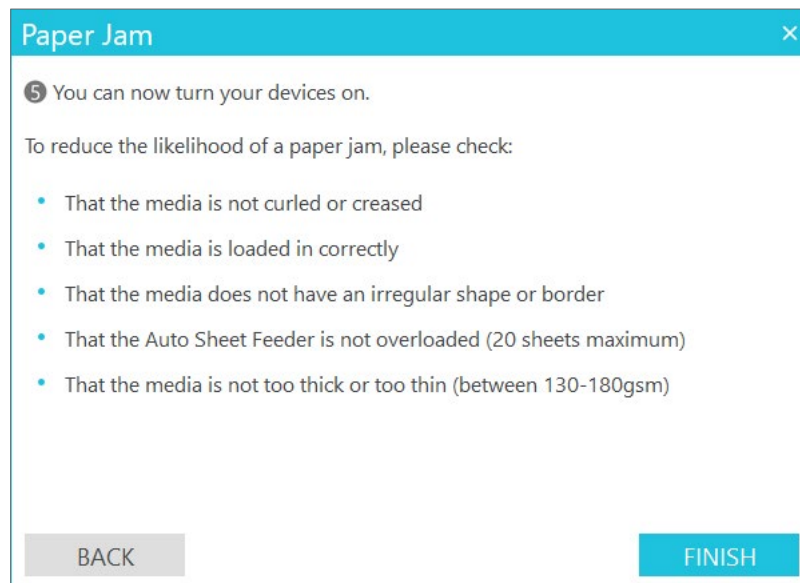 Paper Jam ×
❺ You can now turn your devices on.
To reduce the likelihood of a paper jam, please check:
• That the media is not curled or creased
• That the media is loaded in correctly
• That the media does not have an irregular shape or border
• That the Auto Sheet Feeder is not overloaded (20 sheets maximum)
• That the media is not too thick or too thin (between 130-180gsm)
BACK
FINISH